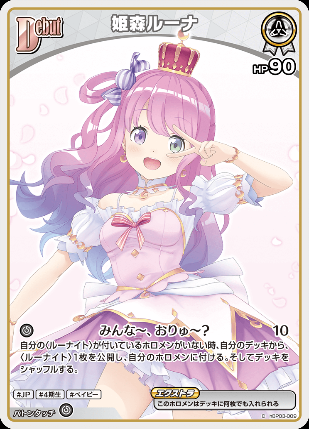 Debut
姫森ルーナ
HP90
みんな〜、おりゅ〜? 10
自分の〈ルーナイト〉が付いているホロメンがいない時、自分のデッキから、
〈ルーナイト〉1枚を公開し、自分のホロメンに付ける。そしてデッキを
シャッフルする。
#JP #4期生 #ベイビー
エクストラ
このホロメンはデッキに何枚でも入れられる
バトンタッチ